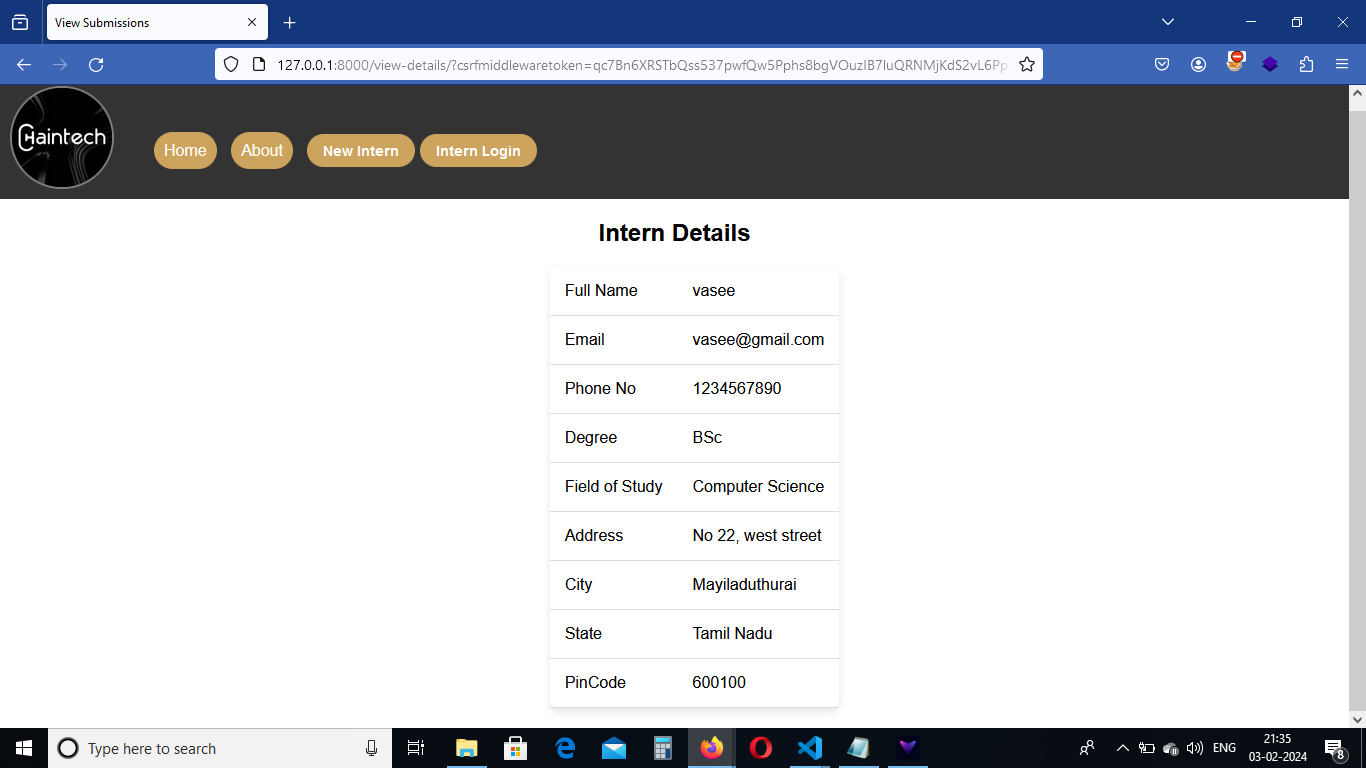 View Submissions
127.0.0.1:8000/view-details/?csrfmiddlewaretoken=qc7Bn6XRSTbQss537pwfQw5Pphs8bgVOuzIB7luQRNMjKdS2vL6Pp
Chaintech
Home About New Intern Intern Login
Intern Details
Full Name vasee
Email vasee@gmail.com
Phone No 1234567890
Degree BSc
Field of Study Computer Science
Address No 22, west street
City Mayiladuthurai
State Tamil Nadu
PinCode 600100
Type here to search
ENG
21:35
03-02-2024
8